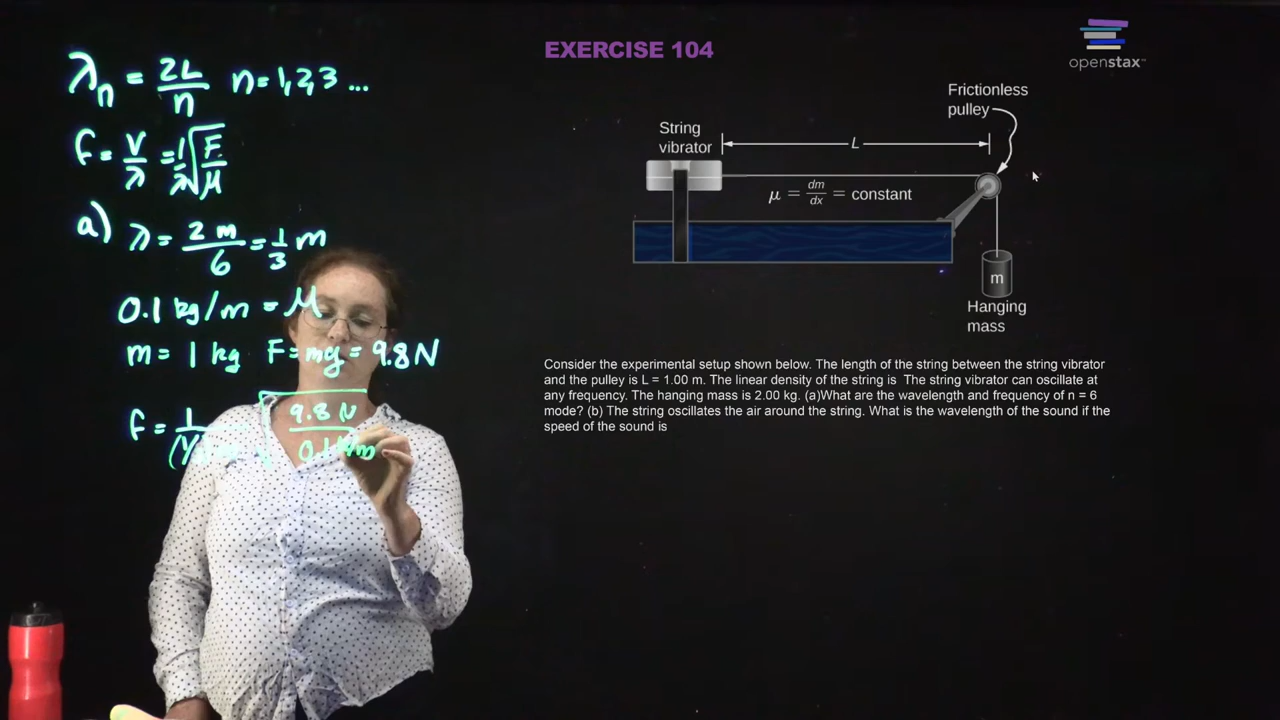 λn = 2L/n n=1,2,3 ...
f = V/λ = 1/λ √F/μ
a) λ = 2 m/6 = 1/3 m
0.1 kg/m = μ
m = 1 kg F = mg = 9.8 N
f = 1/ √9.8 N/
EXERCISE 104
openstax™
Frictionless
pulley
String
vibrator
L
μ = dm/dx = constant
m
Hanging
mass
Consider the experimental setup shown below. The length of the string between the string vibrator
and the pulley is L = 1.00 m. The linear density of the string is The string vibrator can oscillate at
any frequency. The hanging mass is 2.00 kg. (a)What are the wavelength and frequency of n = 6
mode? (b) The string oscillates the air around the string. What is the wavelength of the sound if the
speed of the sound is